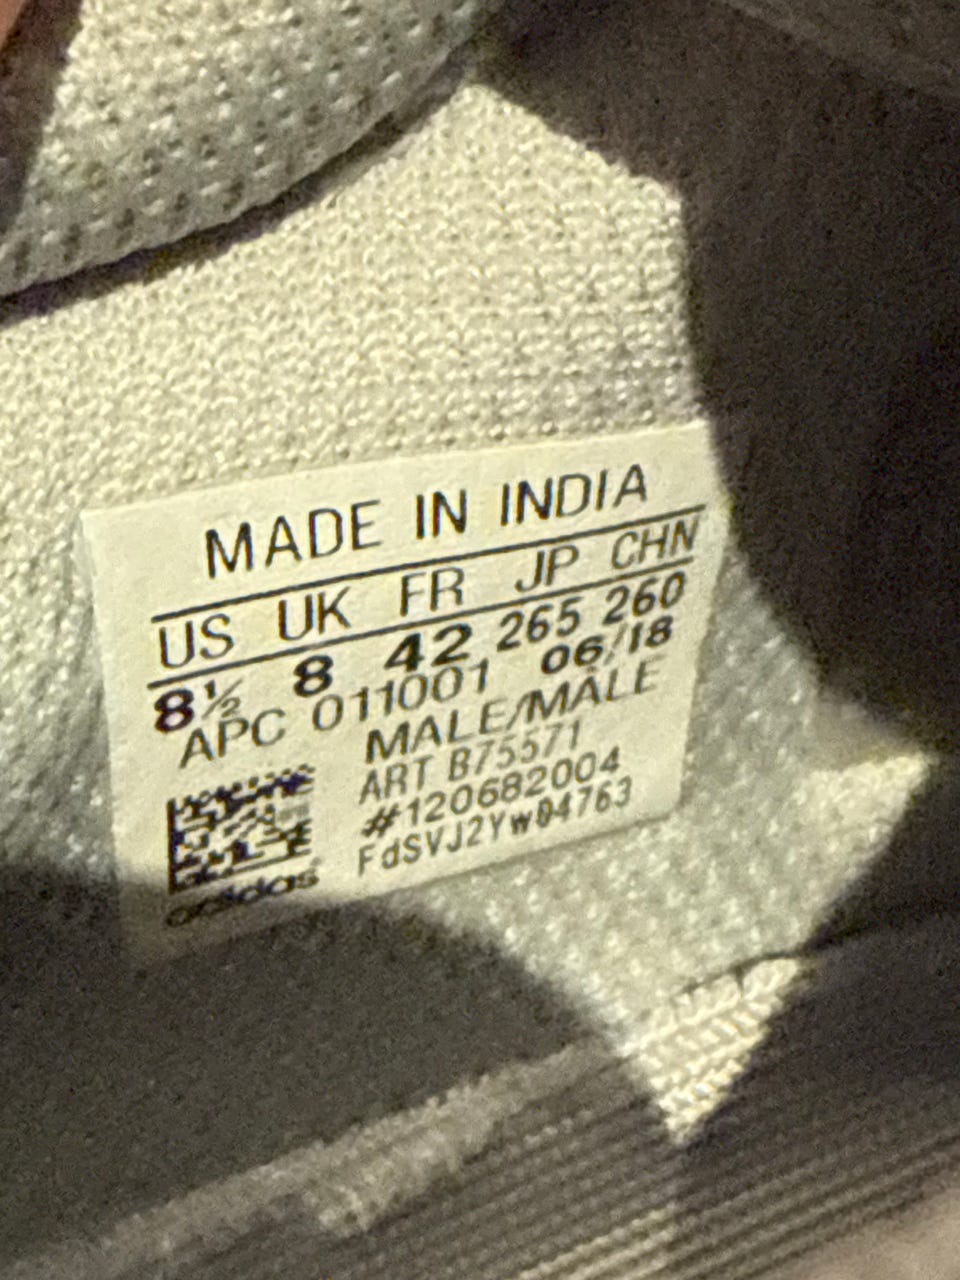 MADE IN INDIA
US UK FR JP CHN
8½ 8 42 265 260
APC 011001 06/18
MALE/MÂLE
ART B75571
#120682004
FdSVJ2Yw04763
adidas